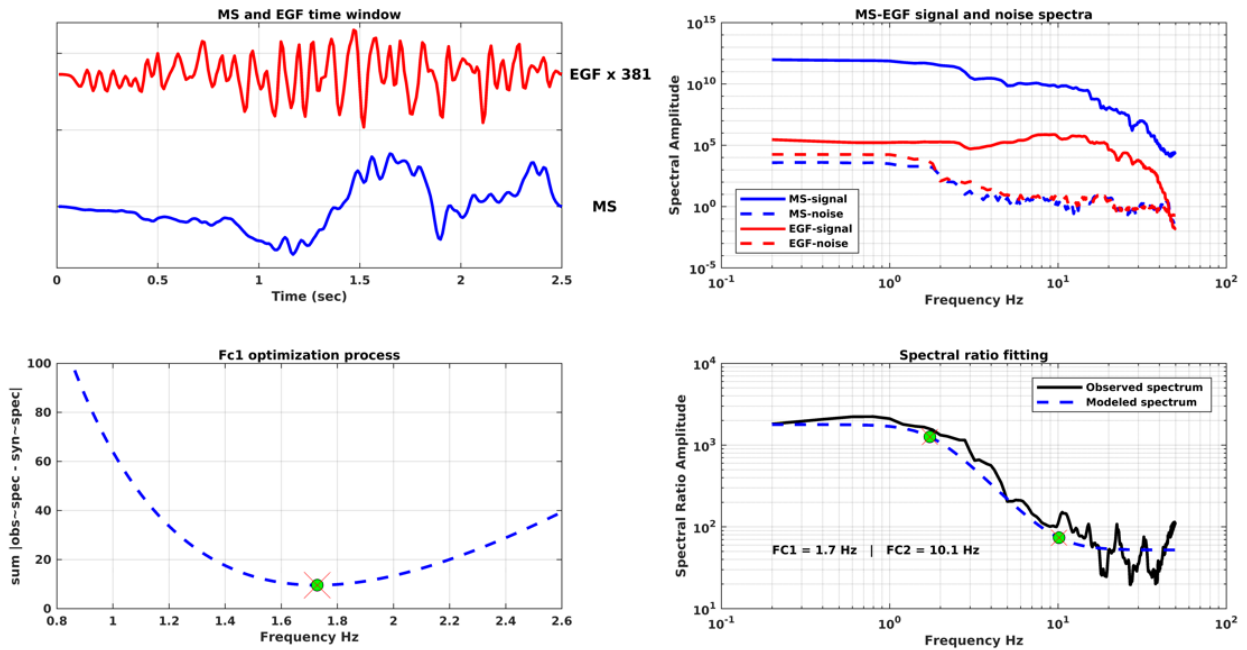 MS and EGF time window
EGF x 381
MS
0 0.5 1 1.5 2 2.5
Time (sec)
MS-EGF signal and noise spectra
Spectral Amplitude
10^15
10^10
10^5
10^0
10^-5
MS-signal
MS-noise
EGF-signal
EGF-noise
10^-1 10^0 10^1 10^2
Frequency Hz
Fc1 optimization process
sum |obs~spec - syn~spec|
100
80
60
40
20
0
0.8 1 1.2 1.4 1.6 1.8 2 2.2 2.4 2.6
Frequency Hz
Spectral ratio fitting
Spectral Ratio Amplitude
10^4
10^3
10^2
10^1
Observed spectrum
Modeled spectrum
FC1 = 1.7 Hz | FC2 = 10.1 Hz
10^-1 10^0 10^1 10^2
Frequency Hz